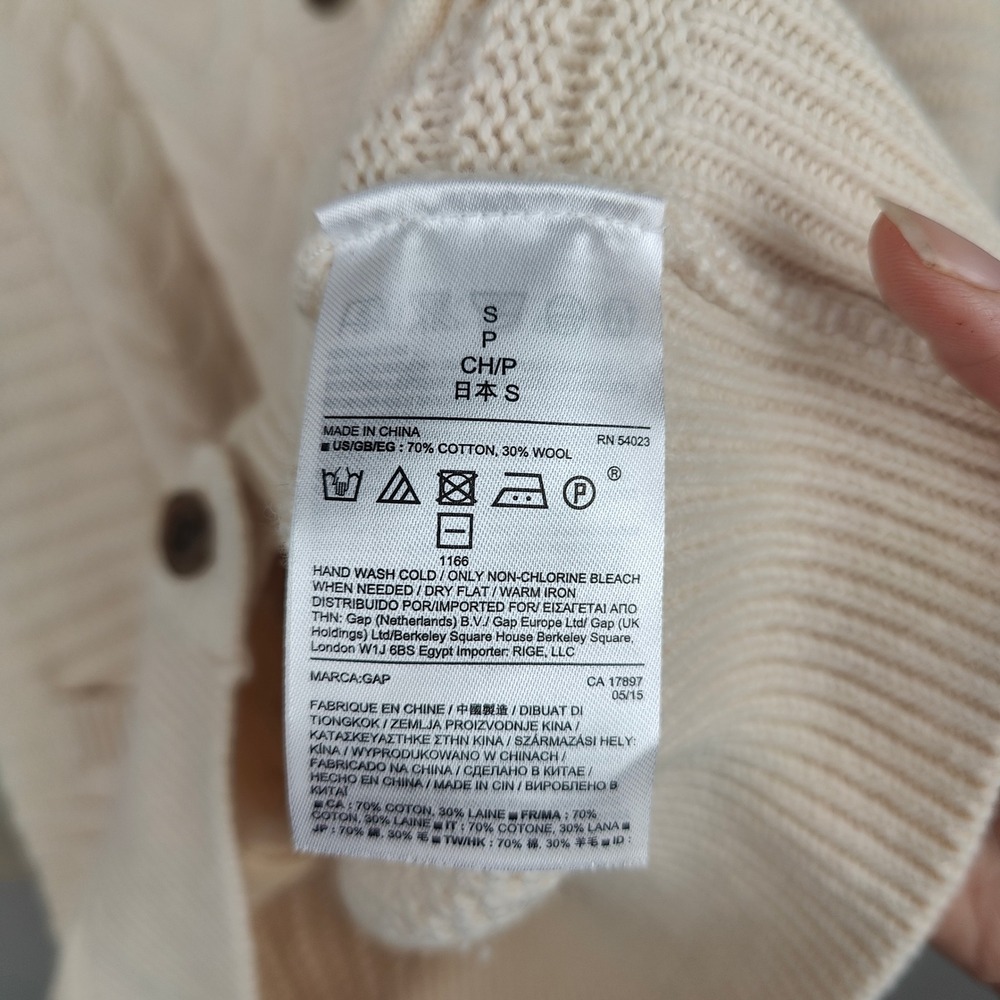 S
P
CH/P
日本 S
MADE IN CHINA
RN 54023
■ US/GB/EG : 70% COTTON, 30% WOOL
P ®
1166
HAND WASH COLD / ONLY NON-CHLORINE BLEACH
WHEN NEEDED / DRY FLAT / WARM IRON
DISTRIBUIDO POR/IMPORTED FOR/ ΕΙΣΑΓΕΤΑΙ ΑΠΟ
ΤΗΝ: Gap (Netherlands) B.V./ Gap Europe Ltd/ Gap (UK
Holdings) Ltd/Berkeley Square House Berkeley Square,
London W1J 6BS Egypt Importer: RIGE, LLC
MARCA:GAP
CA 17897
05/15
FABRIQUE EN CHINE / 中國製造 / DIBUAT DI
TIONGKOK / ZEMLJA PROIZVODNJE KINA /
ΚΑΤΑΣΚΕΥΑΣΤΗΚΕ ΣΤΗΝ ΚΙΝΑ / SZÁRMAZÁSI HELY:
KÍNA / WYPRODUKOWANO W CHINACH /
FABRICADO NA CHINA / СДЕЛАНО В КИТАЕ /
HECHO EN CHINA / MADE IN CIN / ВИРОБЛЕНО В
КИТАЇ
■ CA : 70% COTON, 30% LAINE ■ FR/MA : 70%
COTON, 30% LAINE ■ IT : 70% COTONE, 30% LANA ■
JP : 70% 綿, 30% 毛 ■ TW/HK : 70% 棉, 30% 羊毛 ■ ID :